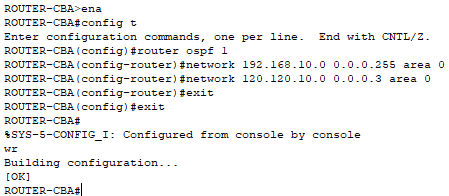 ROUTER-CBA>ena
ROUTER-CBA#config t
Enter configuration commands, one per line.  End with CNTL/Z.
ROUTER-CBA(config)#router ospf 1
ROUTER-CBA(config-router)#network 192.168.10.0 0.0.0.255 area 0
ROUTER-CBA(config-router)#network 120.120.10.0 0.0.0.3 area 0
ROUTER-CBA(config-router)#exit
ROUTER-CBA(config)#exit
ROUTER-CBA#
%SYS-5-CONFIG_I: Configured from console by console
wr
Building configuration...
[OK]
ROUTER-CBA#